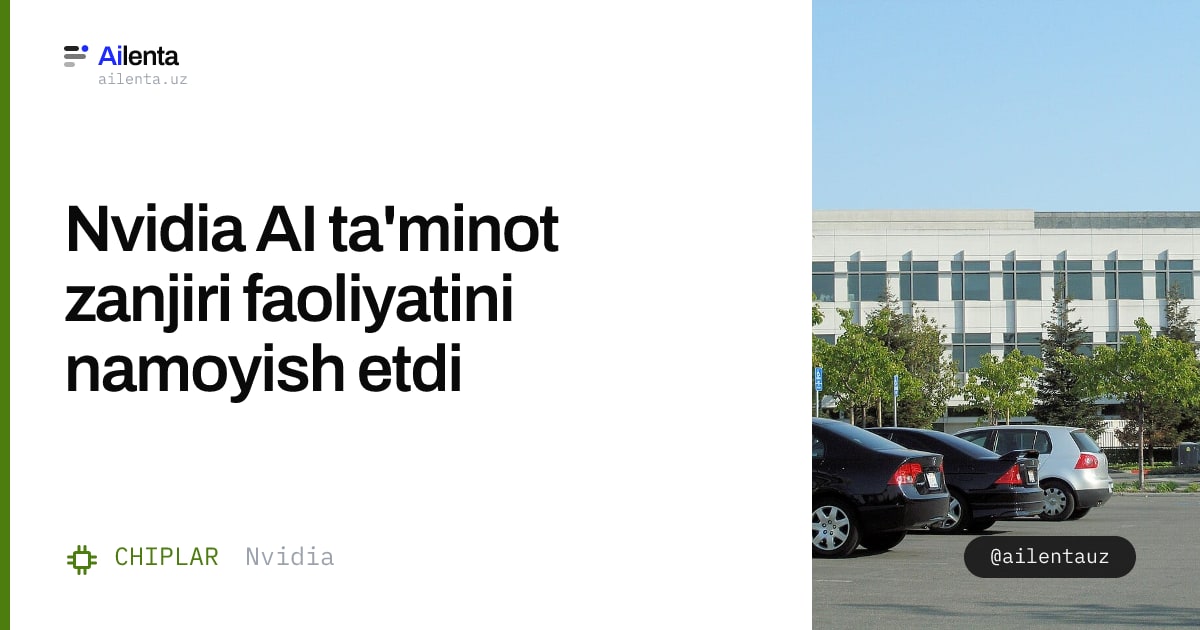 Ailenta
ailenta.uz
Nvidia AI ta'minot
zanjiri faoliyatini
namoyish etdi
CHIPLAR Nvidia
@ailentauz